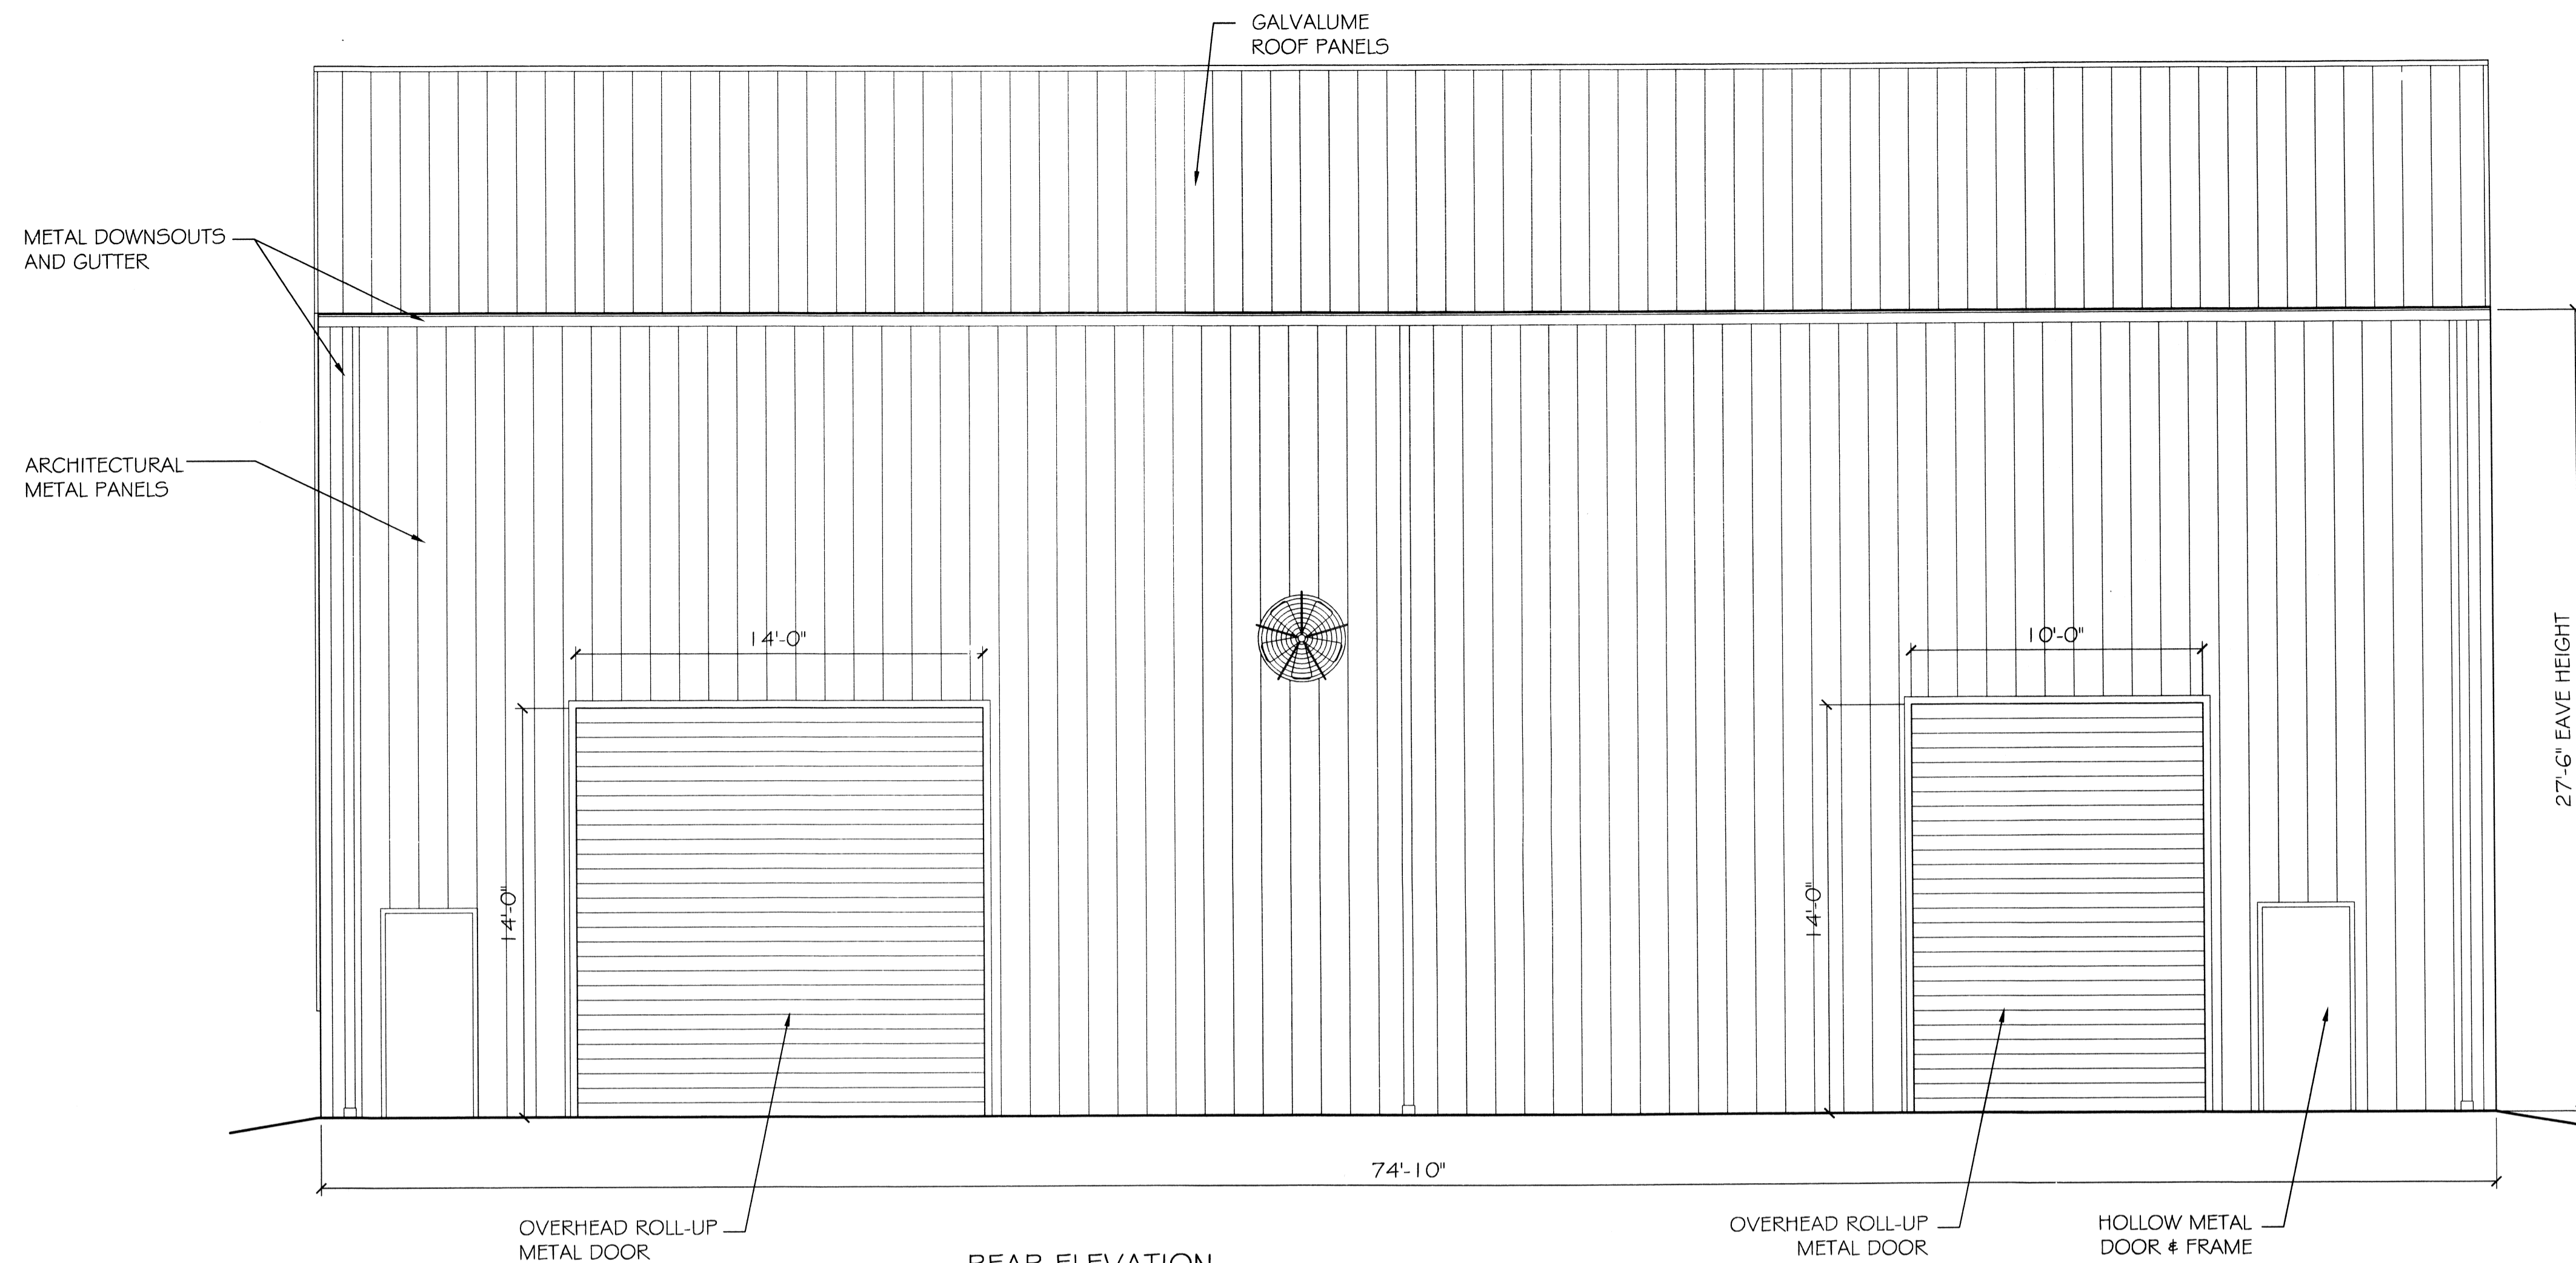 GALVALUME
ROOF PANELS
METAL DOWNSOUTS
AND GUTTER
ARCHITECTURAL
METAL PANELS
14'-0"
10'-0"
27'-6" EAVE HEIGHT
14'-0"
14'-0"
74'-10"
OVERHEAD ROLL-UP
METAL DOOR
OVERHEAD ROLL-UP
METAL DOOR
HOLLOW METAL
DOOR & FRAME
REAR ELEVATION